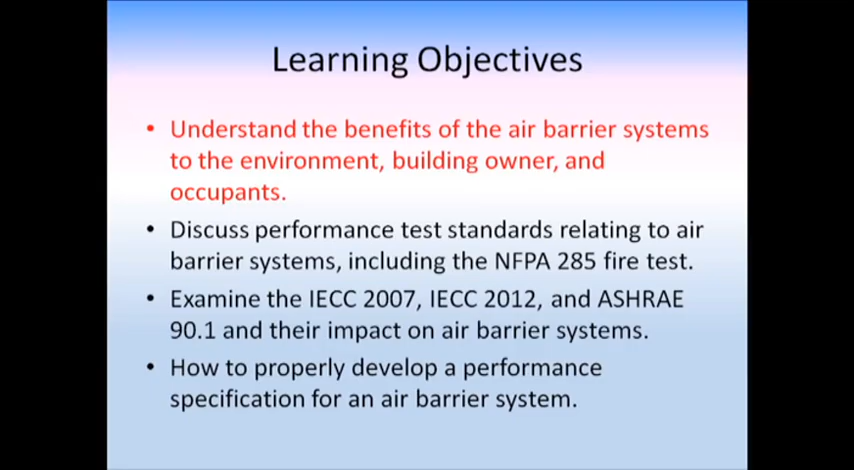 Learning Objectives
• Understand the benefits of the air barrier systems
to the environment, building owner, and
occupants.
• Discuss performance test standards relating to air
barrier systems, including the NFPA 285 fire test.
• Examine the IECC 2007, IECC 2012, and ASHRAE
90.1 and their impact on air barrier systems.
• How to properly develop a performance
specification for an air barrier system.